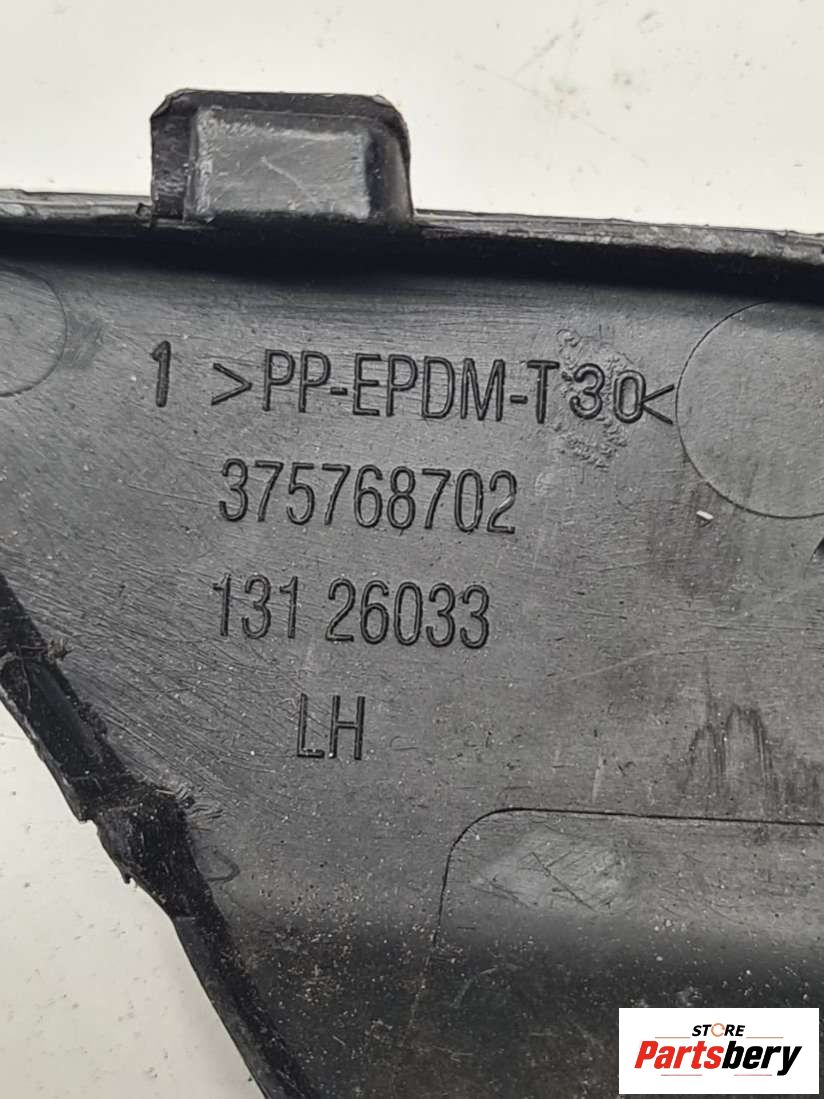 1 >PP-EPDM-T30<
375768702
131 26033
LH
STORE
Partsbery